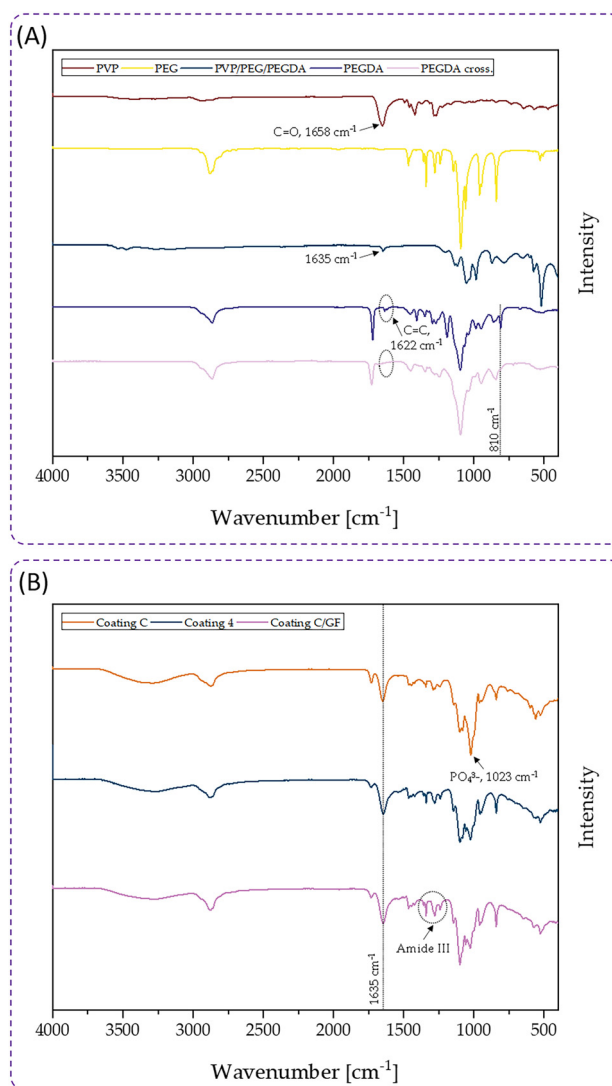 (A)
PVP PEG PVP/PEG/PEGDA PEGDA PEGDA cross.
C=O, 1658 cm⁻¹
1635 cm⁻¹
C=C,
1622 cm⁻¹
810 cm⁻¹
Intensity
4000 3500 3000 2500 2000 1500 1000 500
Wavenumber [cm⁻¹]
(B)
Coating C Coating 4 Coating C/GF
PO₄³⁻, 1023 cm⁻¹
Amide III
1635 cm⁻¹
Intensity
4000 3500 3000 2500 2000 1500 1000 500
Wavenumber [cm⁻¹]